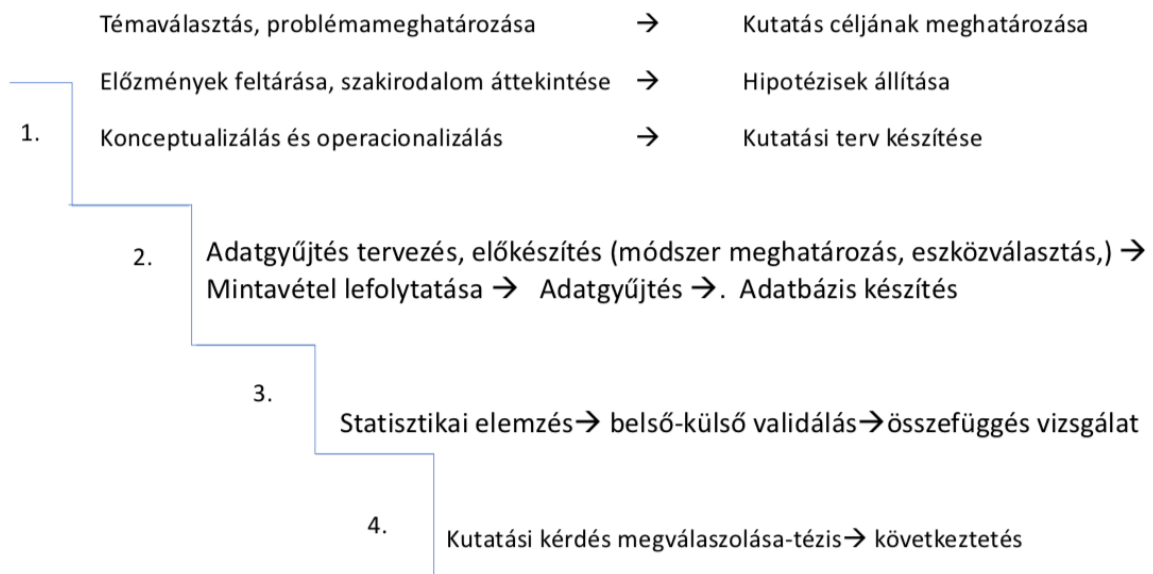 Témaválasztás, problémameghatározása → Kutatás céljának meghatározása
Előzmények feltárása, szakirodalom áttekintése → Hipotézisek állítása
1. Konceptualizálás és operacionalizálás → Kutatási terv készítése
2. Adatgyűjtés tervezés, előkészítés (módszer meghatározás, eszközválasztás,) →
Mintavétel lefolytatása → Adatgyűjtés →. Adatbázis készítés
3.
Statisztikai elemzés→ belső-külső validálás→összefüggés vizsgálat
4.
Kutatási kérdés megválaszolása-tézis→ következtetés